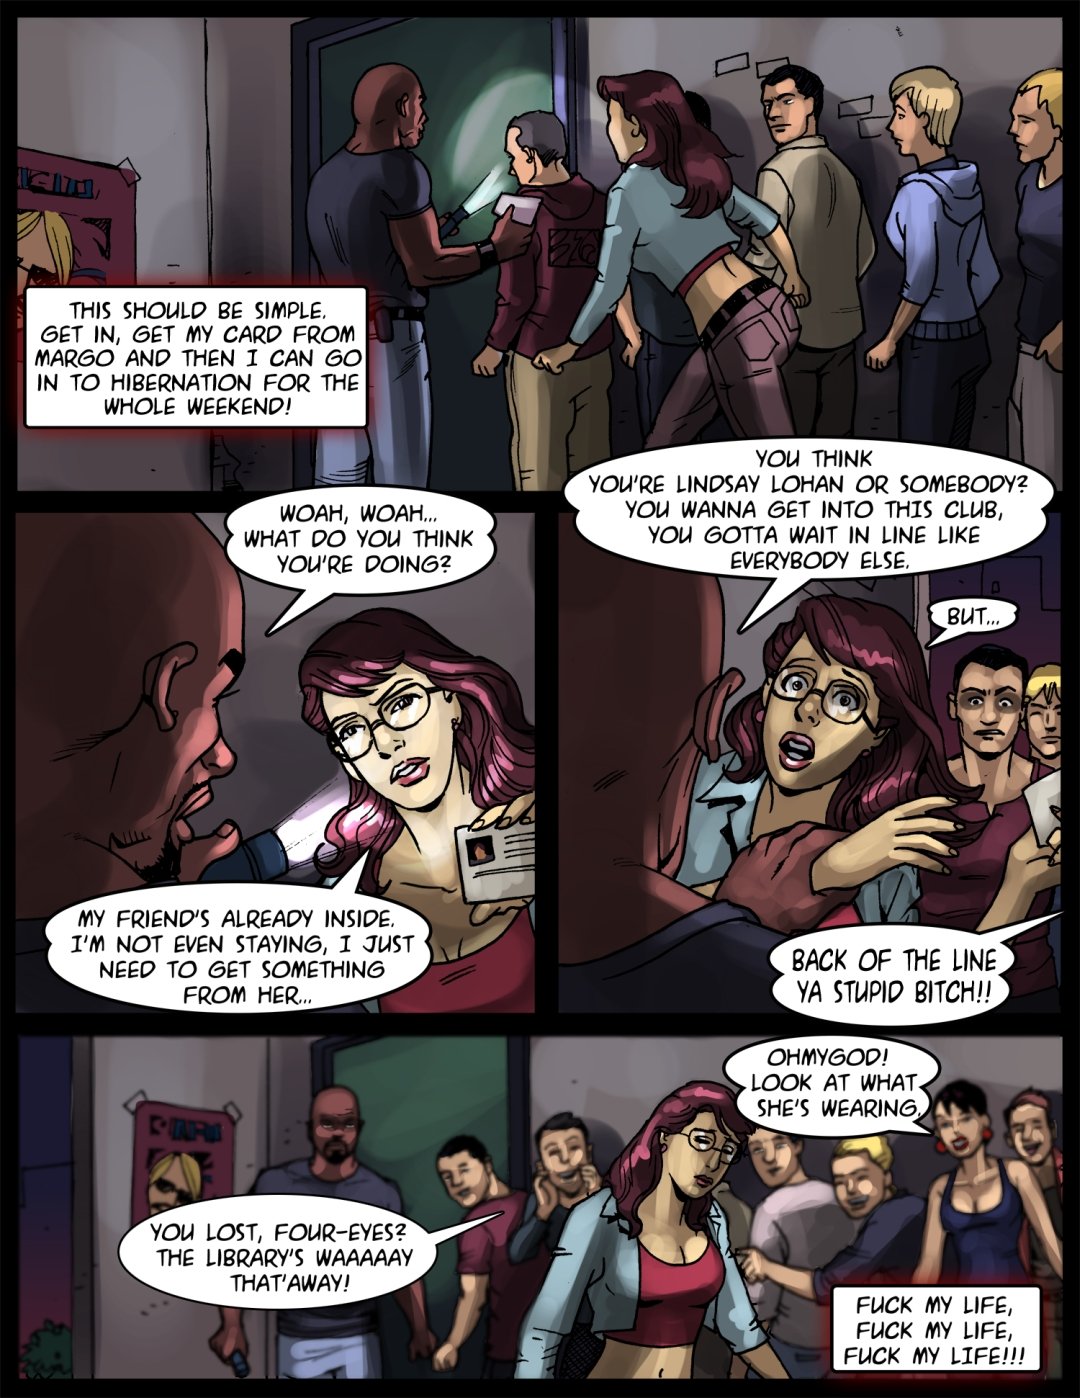 THIS SHOULD BE SIMPLE.
GET IN, GET MY CARD FROM
MARGO AND THEN I CAN GO
IN TO HIBERNATION FOR THE
WHOLE WEEKEND!
WOAH, WOAH...
WHAT DO YOU THINK
YOU'RE DOING?
MY FRIEND'S ALREADY INSIDE.
I'M NOT EVEN STAYING, I JUST
NEED TO GET SOMETHING
FROM HER...
YOU THINK
YOU'RE LINDSAY LOHAN OR SOMEBODY?
YOU WANNA GET INTO THIS CLUB,
YOU GOTTA WAIT IN LINE LIKE
EVERYBODY ELSE.
BUT...
BACK OF THE LINE
YA STUPID BITCH!!
OHMYGOD!
LOOK AT WHAT
SHE'S WEARING.
YOU LOST, FOUR-EYES?
THE LIBRARY'S WAAAAAY
THAT'AWAY!
FUCK MY LIFE,
FUCK MY LIFE,
FUCK MY LIFE!!!